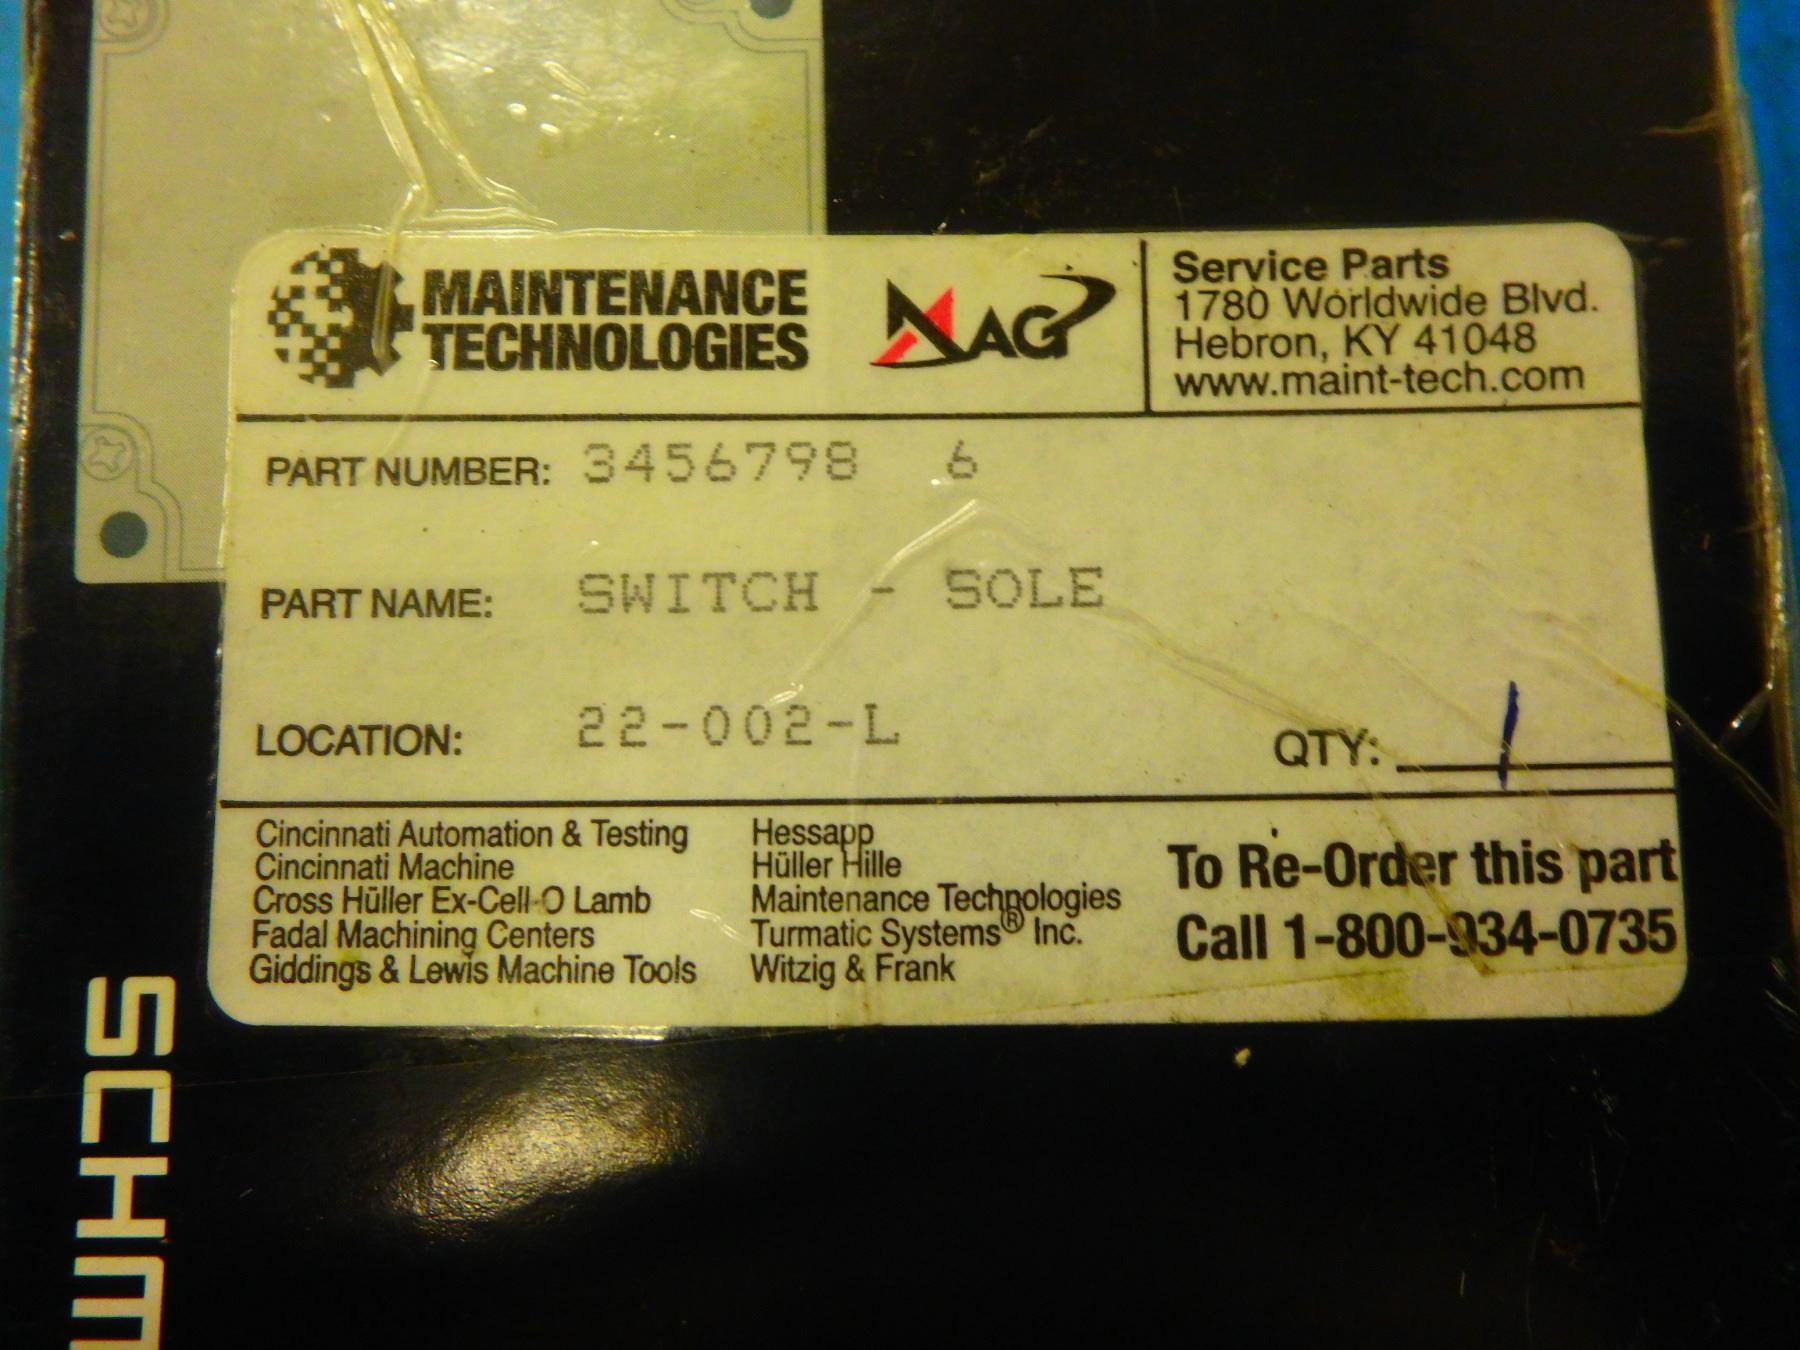 MAINTENANCE
TECHNOLOGIES
MAG
Service Parts
1780 Worldwide Blvd.
Hebron, KY 41048
www.maint-tech.com
PART NUMBER: 3456798 6
PART NAME: SWITCH - SOLE
LOCATION: 22-002-L
QTY: 1
Cincinnati Automation & Testing
Cincinnati Machine
Cross Hüller Ex-Cell-O Lamb
Fadal Machining Centers
Giddings & Lewis Machine Tools
Hessapp
Hüller Hille
Maintenance Technologies
Turmatic Systems® Inc.
Witzig & Frank
To Re-Order this part
Call 1-800-934-0735
SCHM